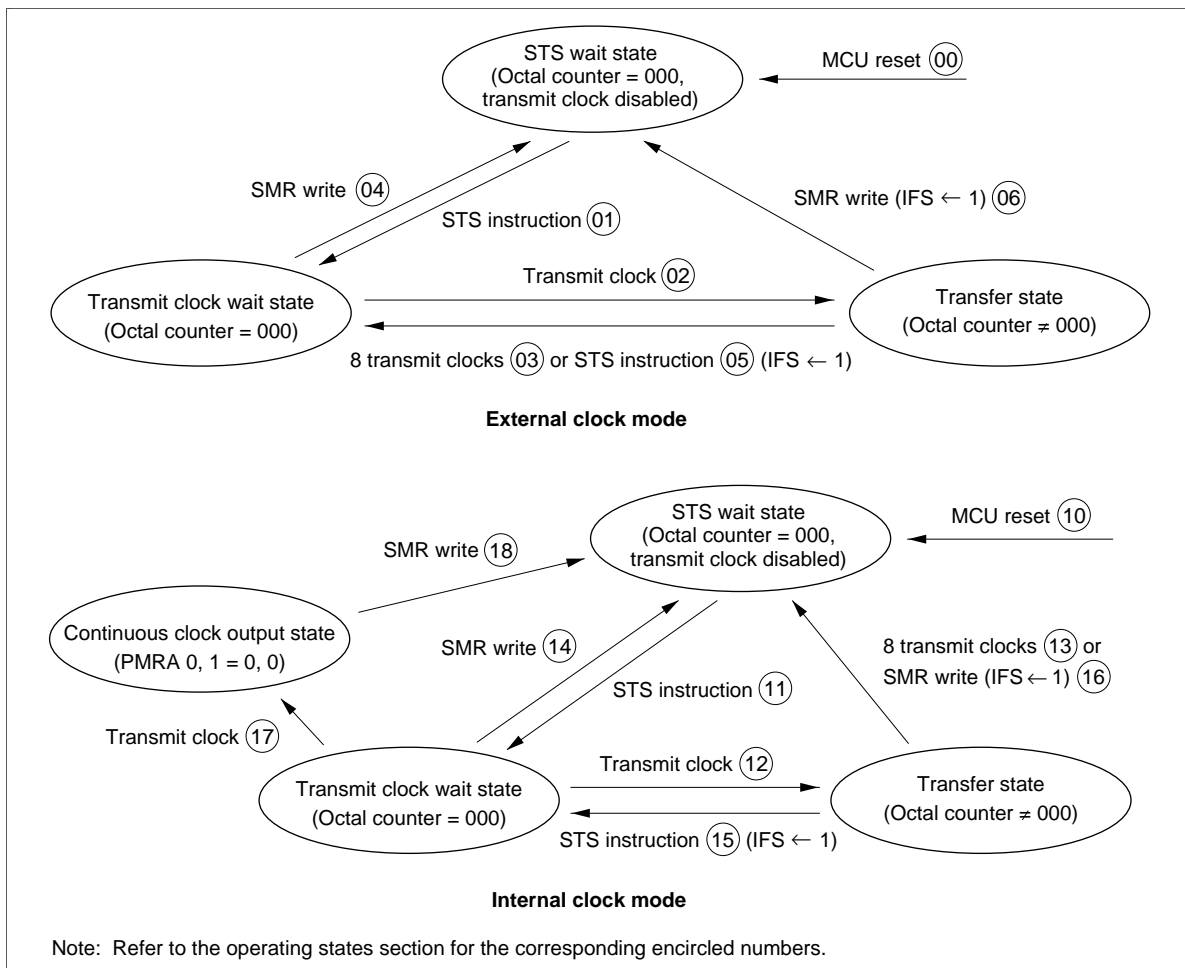 STS wait state
(Octal counter = 000,
transmit clock disabled)
MCU reset 00
SMR write 04
STS instruction 01
SMR write (IFS ← 1) 06
Transmit clock wait state
(Octal counter = 000)
Transmit clock 02
Transfer state
(Octal counter ≠ 000)
8 transmit clocks 03 or STS instruction 05 (IFS ← 1)
External clock mode
STS wait state
(Octal counter = 000,
transmit clock disabled)
MCU reset 10
SMR write 18
Continuous clock output state
(PMRA 0, 1 = 0, 0)
SMR write 14
STS instruction 11
8 transmit clocks 13 or
SMR write (IFS ← 1) 16
Transmit clock 17
Transmit clock wait state
(Octal counter = 000)
Transmit clock 12
STS instruction 15 (IFS ← 1)
Transfer state
(Octal counter ≠ 000)
Internal clock mode
Note: Refer to the operating states section for the corresponding encircled numbers.